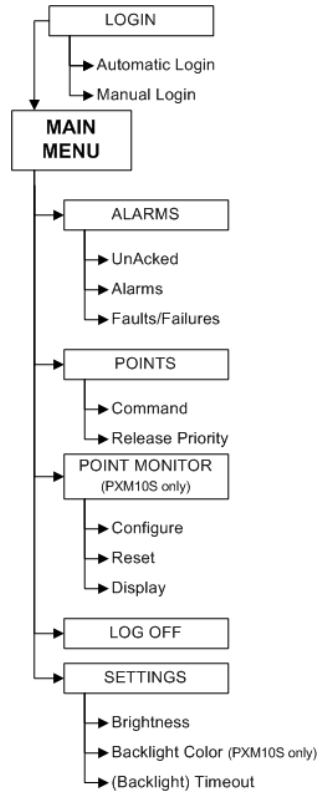 LOGIN
Automatic Login
Manual Login
MAIN
MENU
ALARMS
UnAcked
Alarms
Faults/Failures
POINTS
Command
Release Priority
POINT MONITOR
(PXM10S only)
Configure
Reset
Display
LOG OFF
SETTINGS
Brightness
Backlight Color (PXM10S only)
(Backlight) Timeout